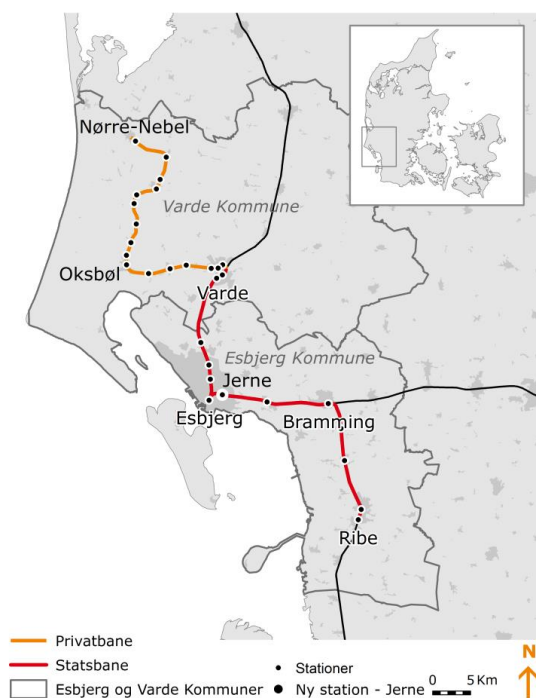 Nørre-Nebel
Varde Kommune
Oksbøl
Varde
Esbjerg Kommune
Jerne
Esbjerg
Bramming
Ribe
Privatbane
Statsbane
Esbjerg og Varde Kommuner
Stationer
Ny station - Jerne
0 5 Km
N